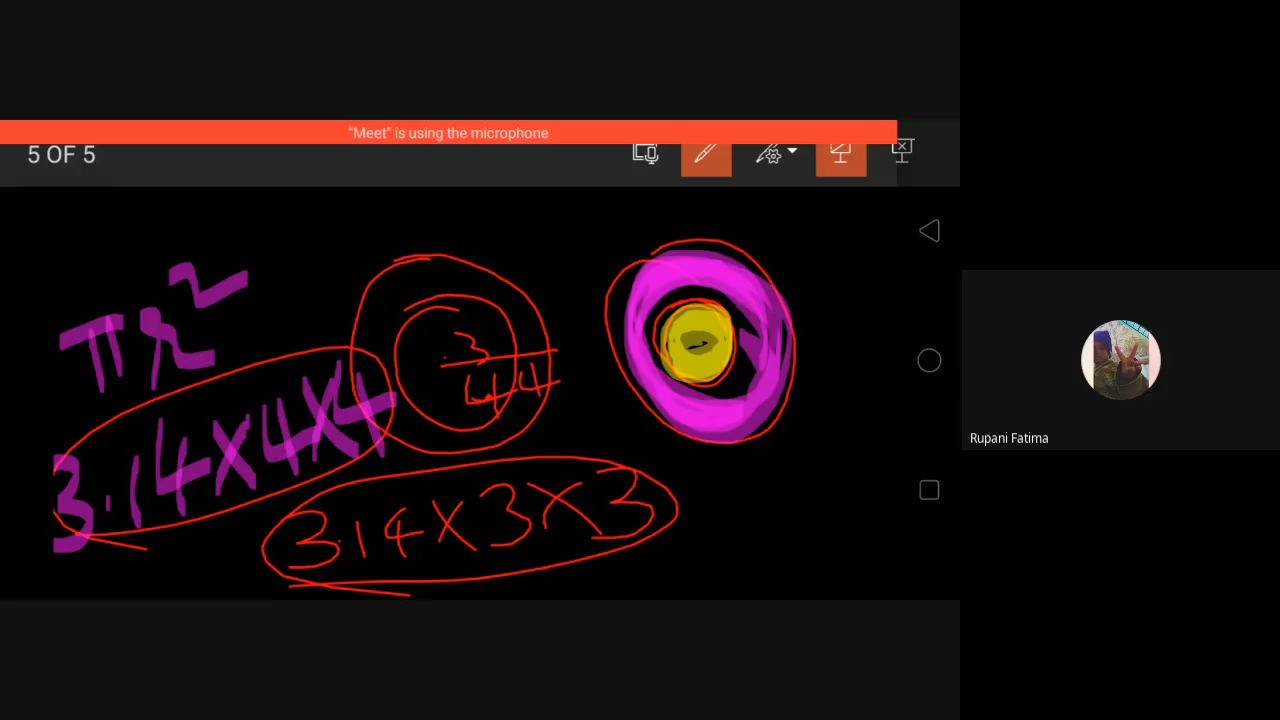 "Meet" is using the microphone
5 OF 5
πr²
3
4 4
3.14X4X4
3.14X3X3
Rupani Fatima